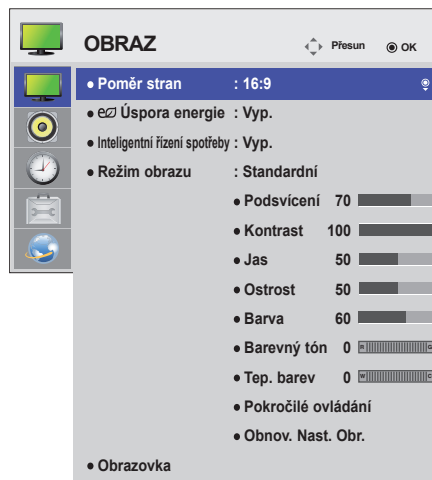 OBRAZ Přesun OK
● Poměr stran : 16:9
● Úspora energie : Vyp.
● Inteligentní řízení spotřeby : Vyp.
● Režim obrazu : Standardní
● Podsvícení 70
● Kontrast 100
● Jas 50
● Ostrost 50
● Barva 60
● Barevný tón 0 R G
● Tep. barev 0 W C
● Pokročilé ovládání
● Obnov. Nast. Obr.
● Obrazovka